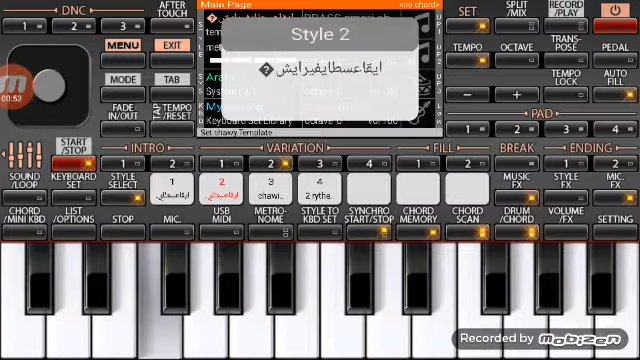 DNC
AFTER TOUCH
Main Page
<no chord>
SET
SPLIT/MIX
RECORD/PLAY
1 2 3
Style 2
MENU EXIT
TEMPO OCTAVE TRANS-POSE PEDAL
MODE TAB
TEMPO LOCK
AUTO FILL
- +
00:53
FADE IN/OUT
TAP TEMPO/RESET
Keyboard Set Library
Set chawy Template
PAD
1 2 3 4
START/STOP
INTRO
VARIATION
FILL
BREAK
ENDING
1 2 1 2 3 4 1 2 1 2
SOUND/LOOP
KEYBOARD SET
STYLE SELECT
1
2
3 chawi..
4 2 rythe..
MUSIC FX
STYLE FX
MIC. FX
CHORD/MINI KBD
LIST/OPTIONS
STOP
MIC.
USB MIDI
METRO-NOME
STYLE TO KBD SET
SYNCHRO START/STOP
CHORD MEMORY
CHORD SCAN
DRUM/CHORD
VOLUME/FX
SETTING
Recorded by MOBIZEN